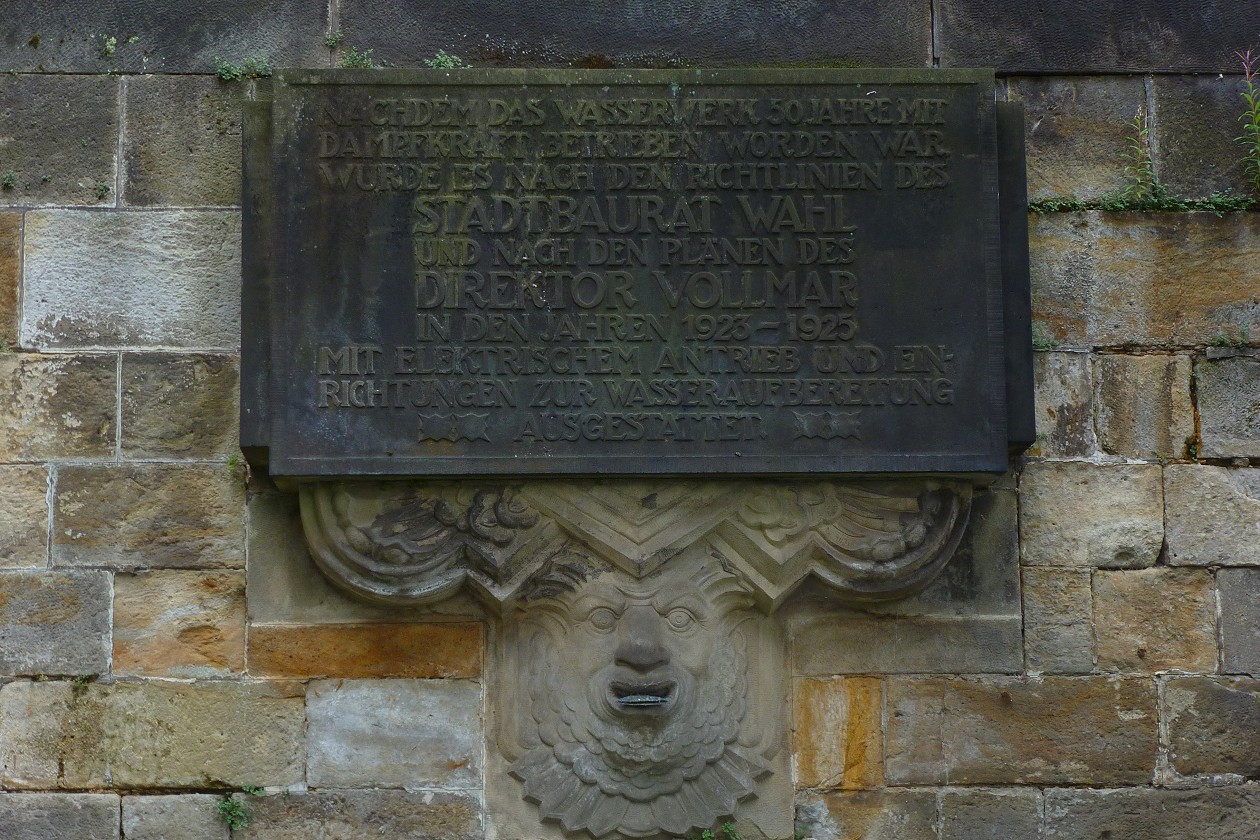 NACHDEM DAS WASSERWERK 50 JAHRE MIT
DAMPFKRAFT BETRIEBEN WORDEN WAR
WURDE ES NACH DEN RICHTLINIEN DES
STADTBAURAT WAHL
UND NACH DEN PLÄNEN DES
DIREKTOR VOLLMAR
IN DEN JAHREN 1923–1925
MIT ELEKTRISCHEM ANTRIEB UND EIN-
RICHTUNGEN ZUR WASSERAUFBEREITUNG
AUSGESTATTET.